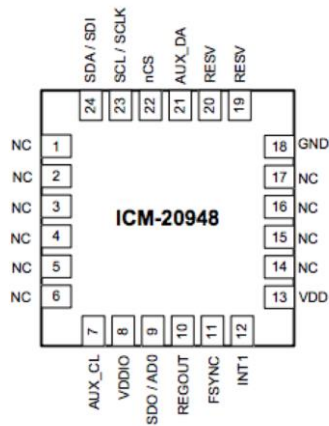 SDA / SDI
SCL / SCLK
nCS
AUX_DA
RESV
RESV
24 23 22 21 20 19
NC 1 18 GND
NC 2 17 NC
NC 3 16 NC
ICM-20948
NC 4 15 NC
NC 5 14 NC
NC 6 13 VDD
7 8 9 10 11 12
AUX_CL
VDDIO
SDO / AD0
REGOUT
FSYNC
INT1